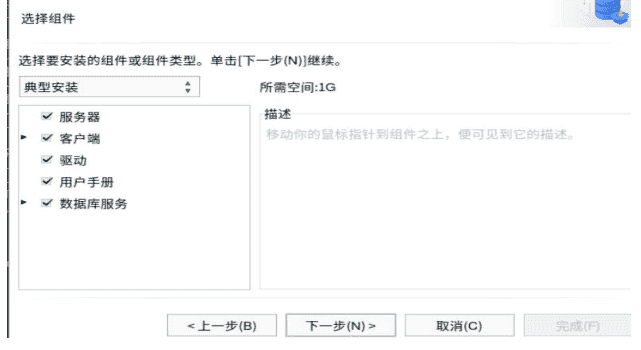 选择组件
选择要安装的组件或组件类型。单击[下一步(N)]继续。
典型安装
所需空间:1G
服务器
客户端
驱动
用户手册
数据库服务
描述
移动你的鼠标指针到组件之上，便可见到它的描述。
<上一步(B)
下一步(N)>
取消(C)
完成(F)